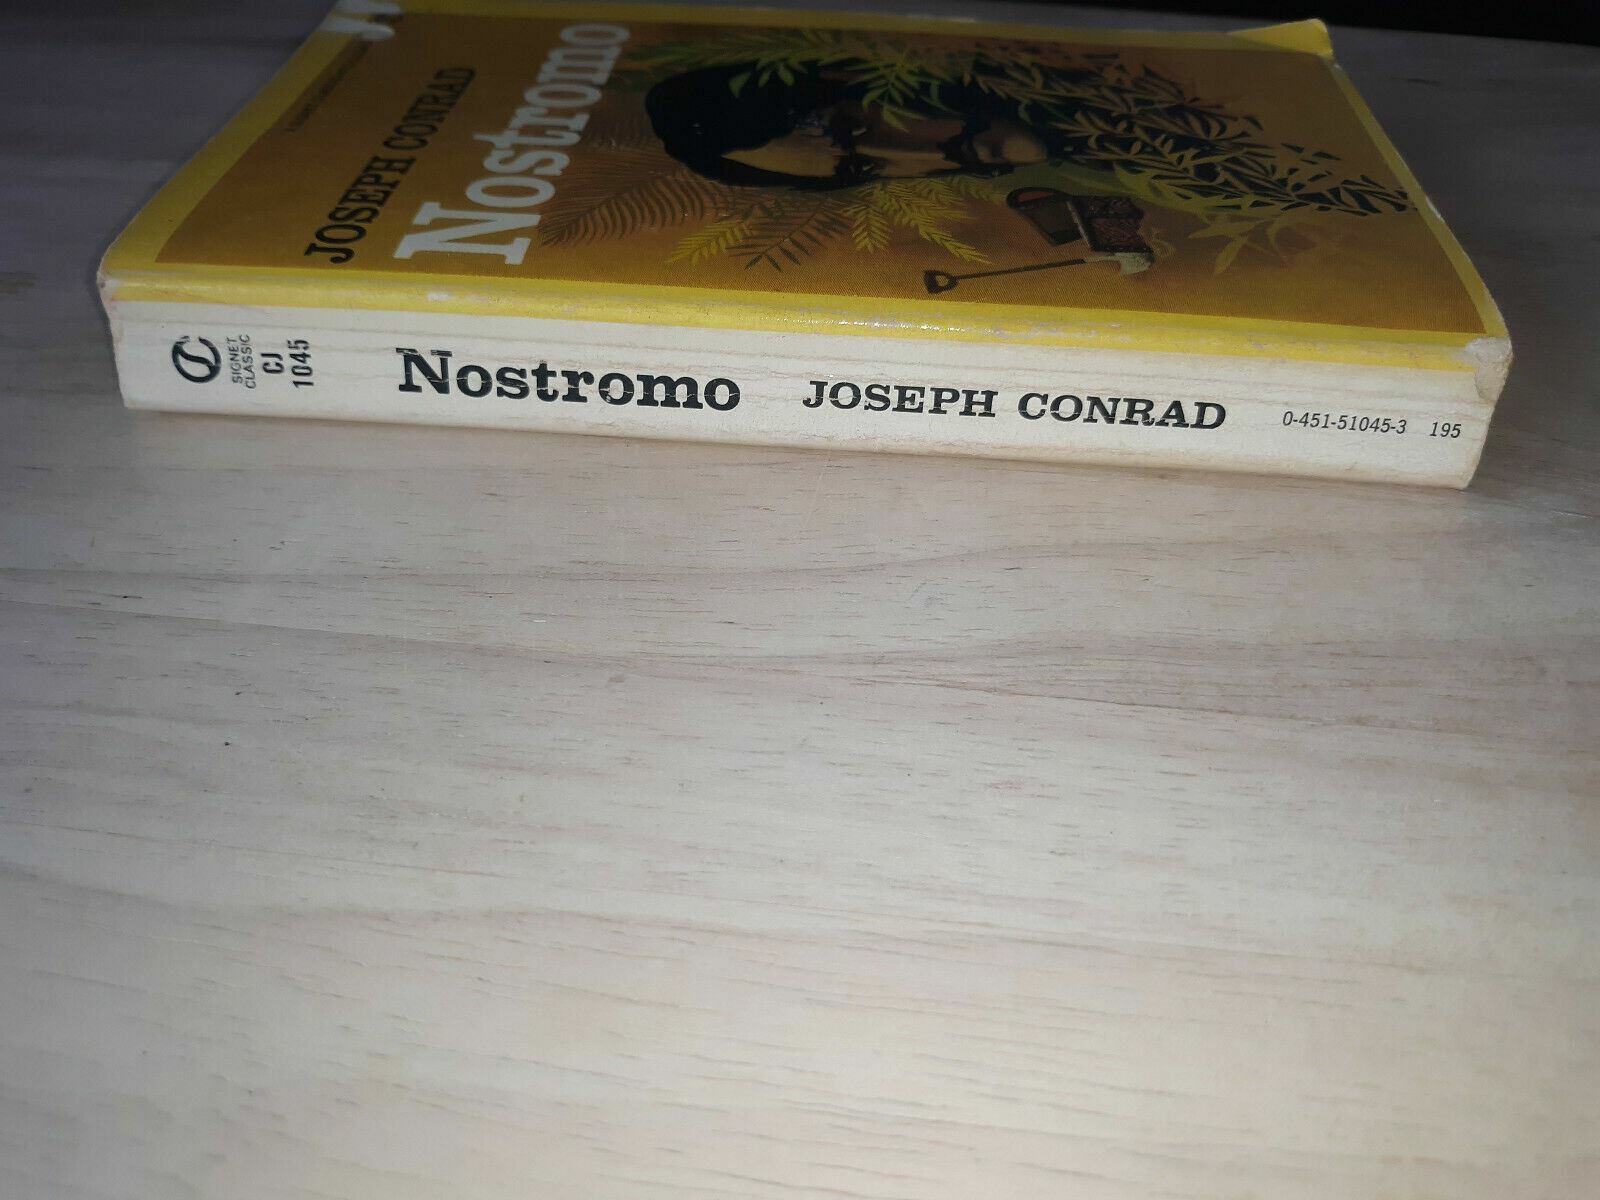 JOSEPH CONRAD
Nostromo
SIGNET
CLASSIC
CJ
1045
Nostromo JOSEPH CONRAD 0-451-51045-3 195